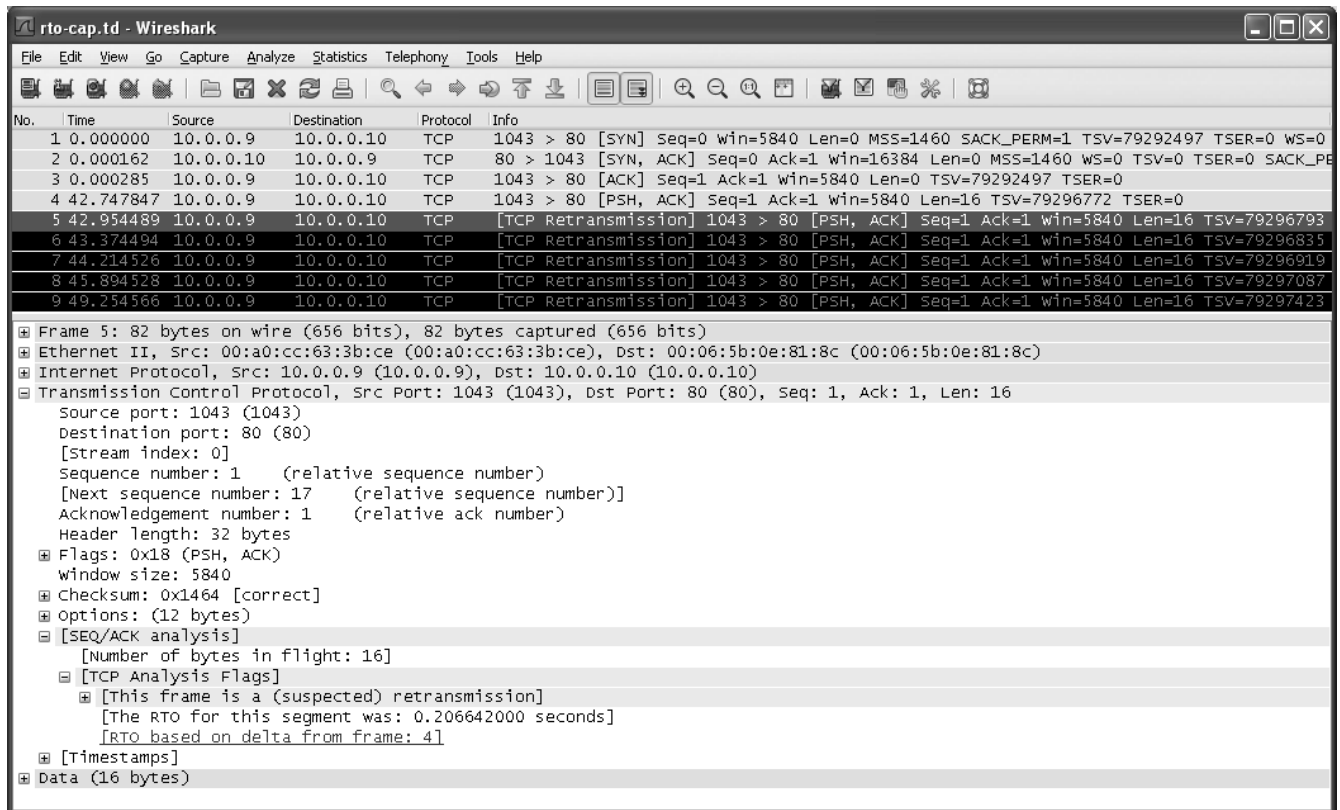 rto-cap.td - Wireshark
File Edit View Go Capture Analyze Statistics Telephony Tools Help
No. Time Source Destination Protocol Info
1 0.000000 10.0.0.9 10.0.0.10 TCP 1043 > 80 [SYN] Seq=0 Win=5840 Len=0 MSS=1460 SACK_PERM=1 TSV=79292497 TSER=0 WS=0
2 0.000162 10.0.0.10 10.0.0.9 TCP 80 > 1043 [SYN, ACK] Seq=0 Ack=1 Win=16384 Len=0 MSS=1460 WS=0 TSV=0 TSER=0 SACK_PE
3 0.000285 10.0.0.9 10.0.0.10 TCP 1043 > 80 [ACK] Seq=1 Ack=1 Win=5840 Len=0 TSV=79292497 TSER=0
4 42.747847 10.0.0.9 10.0.0.10 TCP 1043 > 80 [PSH, ACK] Seq=1 Ack=1 Win=5840 Len=16 TSV=79296772 TSER=0
5 42.954489 10.0.0.9 10.0.0.10 TCP [TCP Retransmission] 1043 > 80 [PSH, ACK] Seq=1 Ack=1 Win=5840 Len=16 TSV=79296793
6 43.374494 10.0.0.9 10.0.0.10 TCP [TCP Retransmission] 1043 > 80 [PSH, ACK] Seq=1 Ack=1 Win=5840 Len=16 TSV=79296835
7 44.214526 10.0.0.9 10.0.0.10 TCP [TCP Retransmission] 1043 > 80 [PSH, ACK] Seq=1 Ack=1 Win=5840 Len=16 TSV=79296919
8 45.894528 10.0.0.9 10.0.0.10 TCP [TCP Retransmission] 1043 > 80 [PSH, ACK] Seq=1 Ack=1 Win=5840 Len=16 TSV=79297087
9 49.254566 10.0.0.9 10.0.0.10 TCP [TCP Retransmission] 1043 > 80 [PSH, ACK] Seq=1 Ack=1 Win=5840 Len=16 TSV=79297423
Frame 5: 82 bytes on wire (656 bits), 82 bytes captured (656 bits)
Ethernet II, Src: 00:a0:cc:63:3b:ce (00:a0:cc:63:3b:ce), Dst: 00:06:5b:0e:81:8c (00:06:5b:0e:81:8c)
Internet Protocol, Src: 10.0.0.9 (10.0.0.9), Dst: 10.0.0.10 (10.0.0.10)
Transmission Control Protocol, Src Port: 1043 (1043), Dst Port: 80 (80), Seq: 1, Ack: 1, Len: 16
Source port: 1043 (1043)
Destination port: 80 (80)
[Stream index: 0]
Sequence number: 1 (relative sequence number)
[Next sequence number: 17 (relative sequence number)]
Acknowledgement number: 1 (relative ack number)
Header length: 32 bytes
Flags: 0x18 (PSH, ACK)
Window size: 5840
Checksum: 0x1464 [correct]
Options: (12 bytes)
[SEQ/ACK analysis]
[Number of bytes in flight: 16]
[TCP Analysis Flags]
[This frame is a (suspected) retransmission]
[The RTO for this segment was: 0.206642000 seconds]
[RTO based on delta from frame: 4]
[Timestamps]
Data (16 bytes)